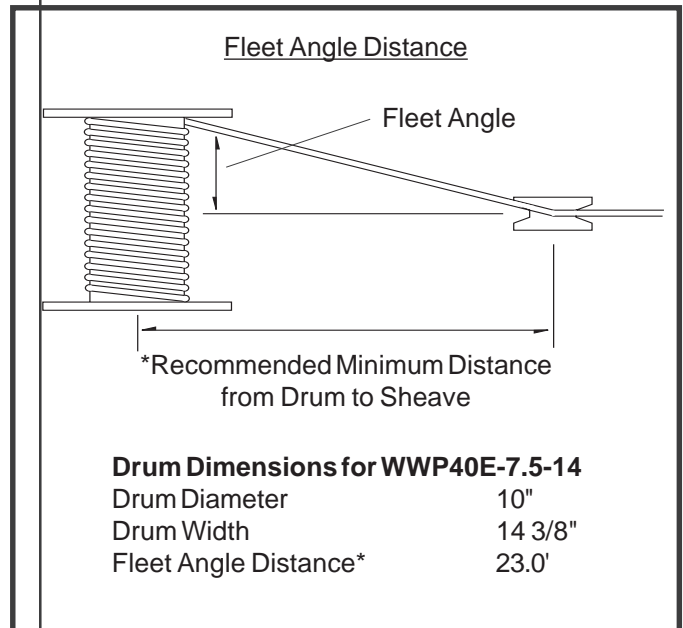 Fleet Angle Distance
Fleet Angle
*Recommended Minimum Distance
from Drum to Sheave
Drum Dimensions for WWP40E-7.5-14
Drum Diameter 10"
Drum Width 14 3/8"
Fleet Angle Distance* 23.0'